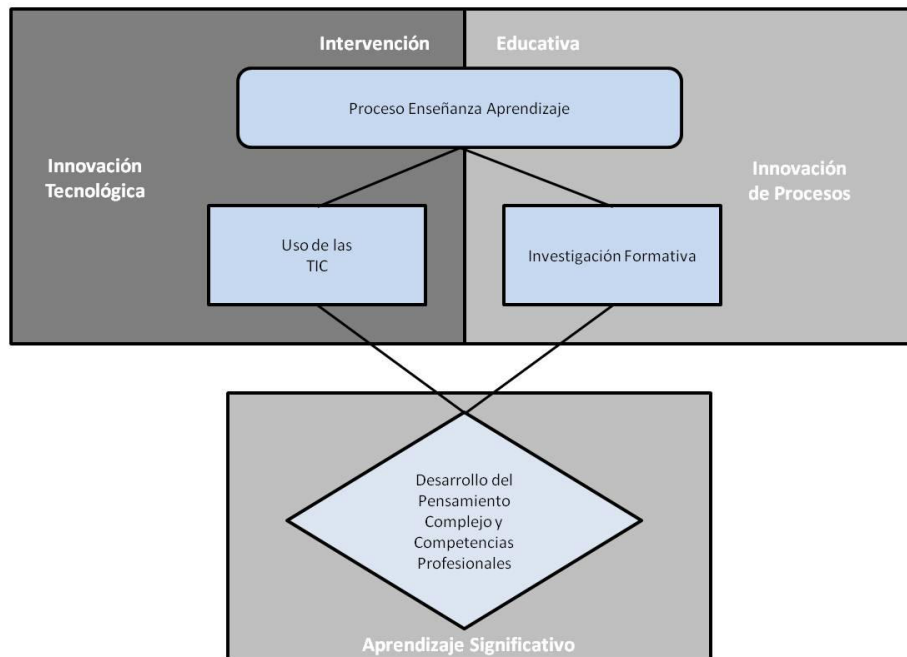 Intervención Educativa
Proceso Enseñanza Aprendizaje
Innovación
Tecnológica
Innovación
de Procesos
Uso de las
TIC
Investigación Formativa
Desarrollo del
Pensamiento
Complejo y
Competencias
Profesionales
Aprendizaje Significativo